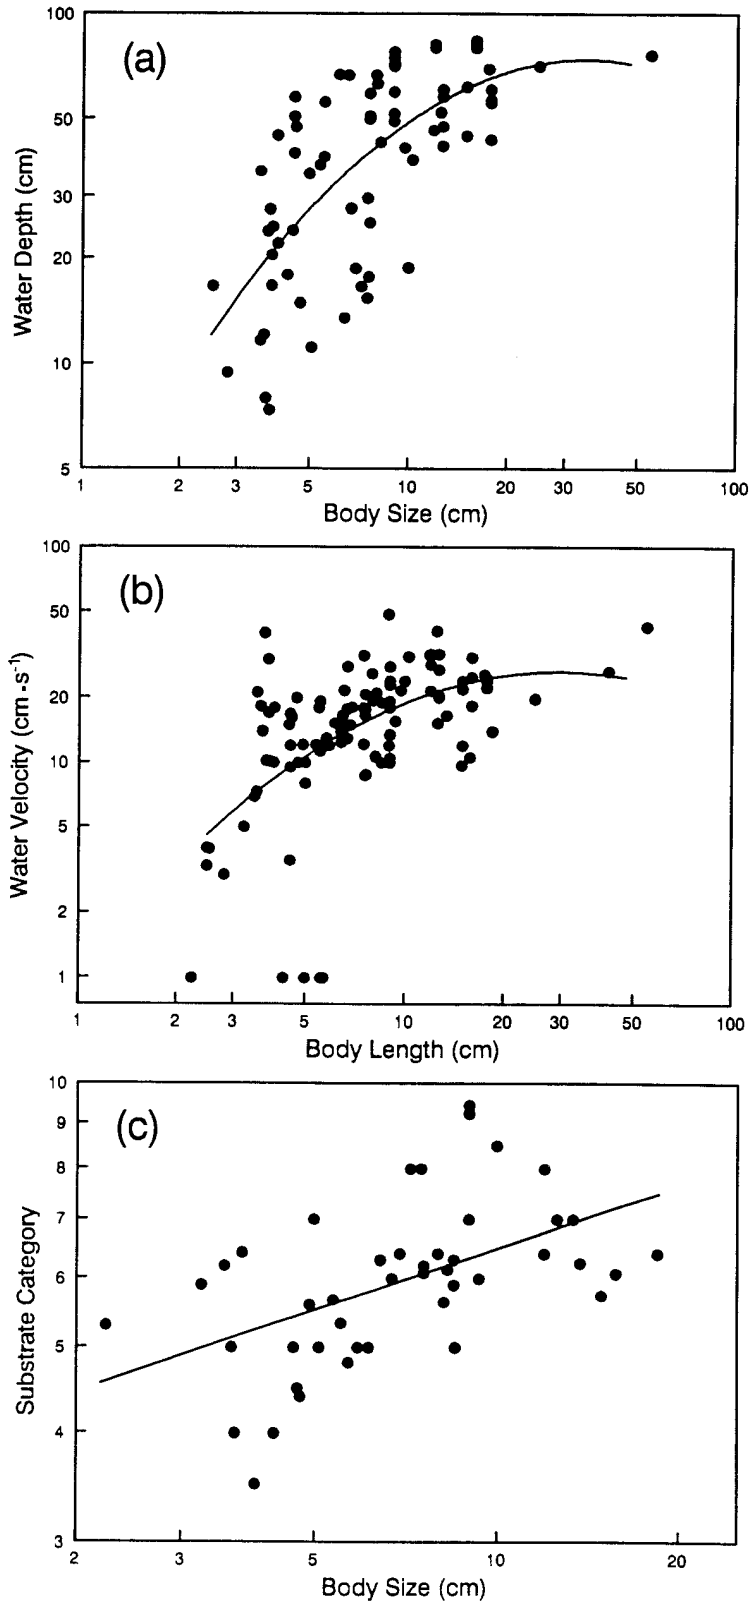 (a)
100
50
30
20
10
5
Water Depth (cm)
1 2 3 5 10 20 30 50 100
Body Size (cm)
(b)
100
50
20
10
5
2
1
Water Velocity (cm·s⁻¹)
1 2 3 5 10 20 30 50 100
Body Length (cm)
(c)
10
9
8
7
6
5
4
3
Substrate Category
2 3 5 10 20
Body Size (cm)